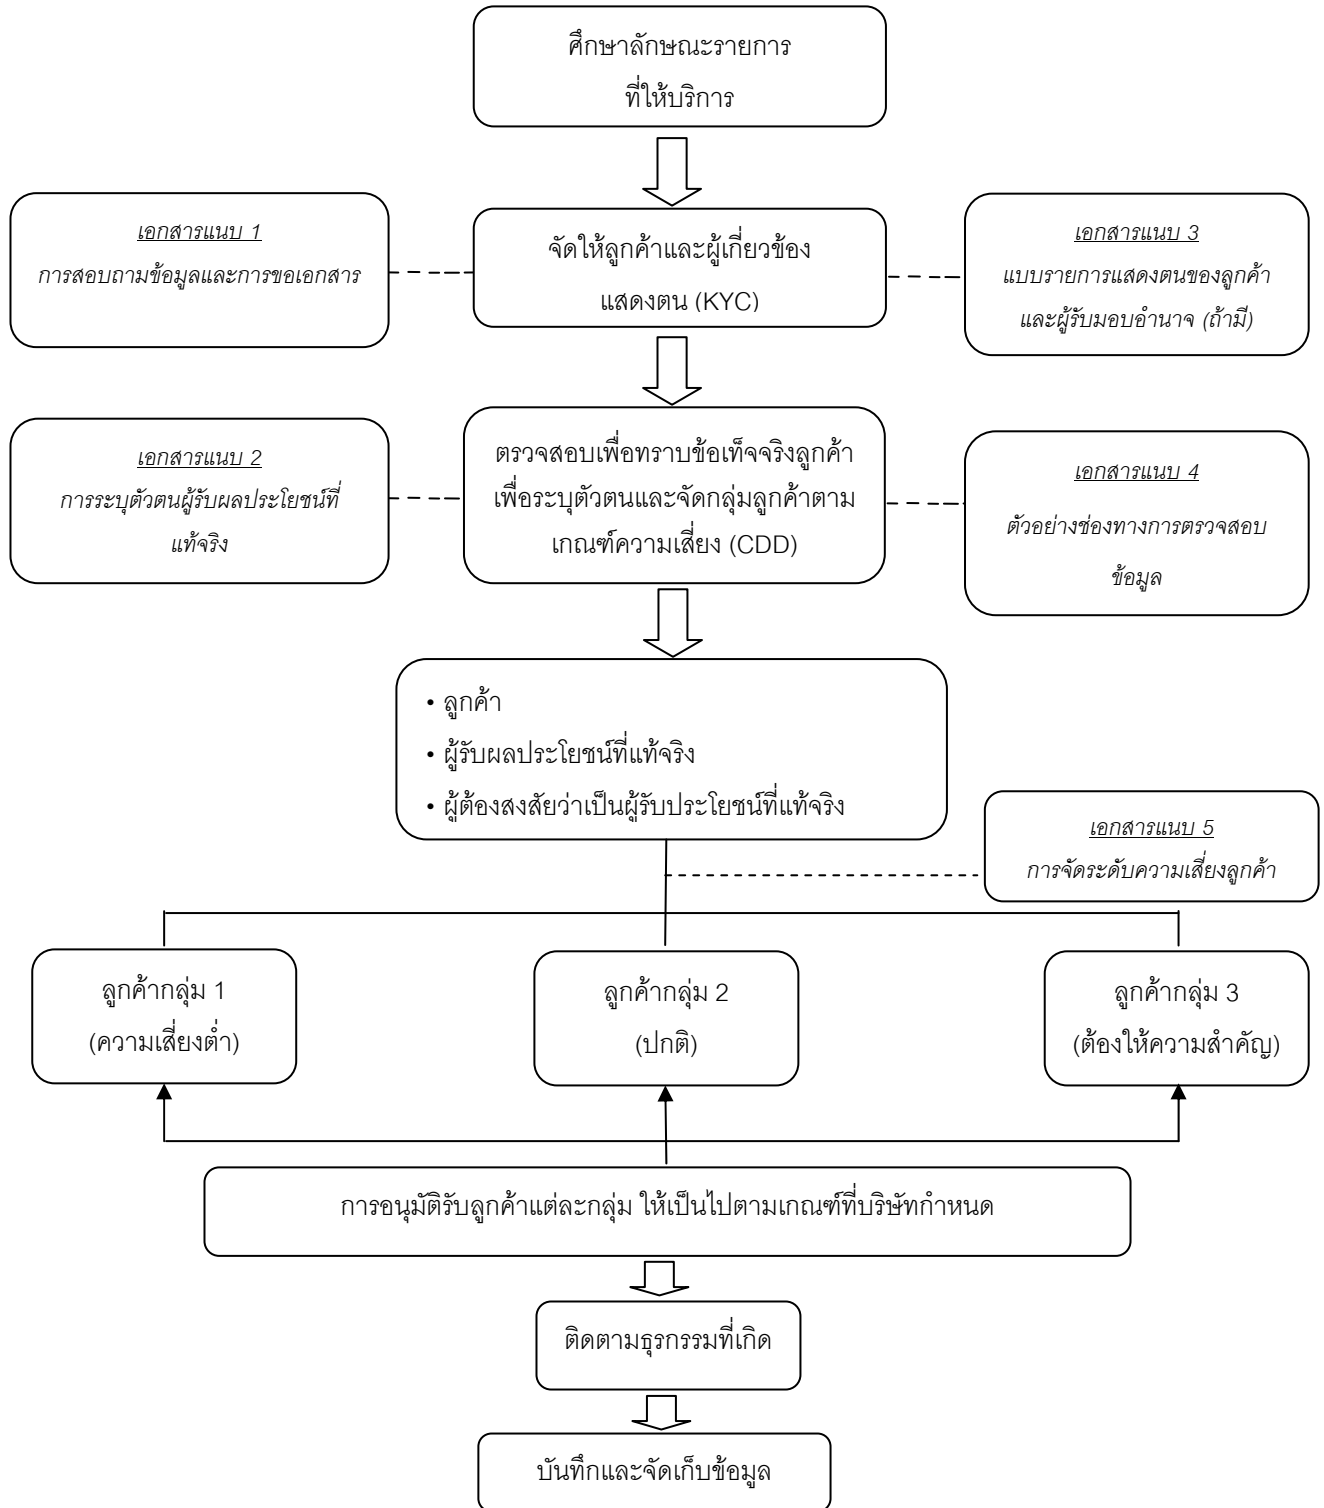 ศึกษาลักษณะรายการ
ที่ให้บริการ
เอกสารแนบ 1
การสอบถามข้อมูลและการขอเอกสาร
จัดให้ลูกค้าและผู้เกี่ยวข้อง
แสดงตน (KYC)
เอกสารแนบ 3
แบบรายการแสดงตนของลูกค้า
และผู้รับมอบอำนาจ (ถ้ามี)
เอกสารแนบ 2
การระบุตัวตนผู้รับผลประโยชน์ที่
แท้จริง
ตรวจสอบเพื่อทราบข้อเท็จจริงลูกค้า
เพื่อระบุตัวตนและจัดกลุ่มลูกค้าตาม
เกณฑ์ความเสี่ยง (CDD)
เอกสารแนบ 4
ตัวอย่างช่องทางการตรวจสอบ
ข้อมูล
• ลูกค้า
• ผู้รับผลประโยชน์ที่แท้จริง
• ผู้ต้องสงสัยว่าเป็นผู้รับประโยชน์ที่แท้จริง
เอกสารแนบ 5
การจัดระดับความเสี่ยงลูกค้า
ลูกค้ากลุ่ม 1
(ความเสี่ยงต่ำ)
ลูกค้ากลุ่ม 2
(ปกติ)
ลูกค้ากลุ่ม 3
(ต้องให้ความสำคัญ)
การอนุมัติรับลูกค้าแต่ละกลุ่ม ให้เป็นไปตามเกณฑ์ที่บริษัทกำหนด
ติดตามธุรกรรมที่เกิด
บันทึกและจัดเก็บข้อมูล